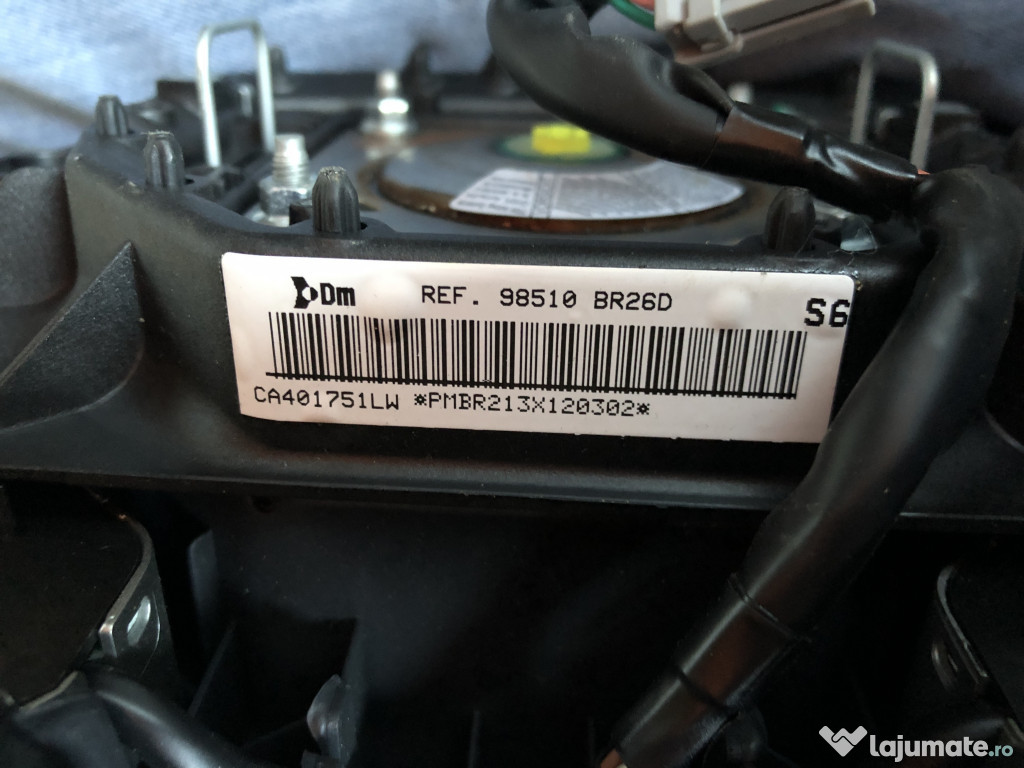 Dm REF. 98510 BR26D S6
CA401751LW *PMBR213X120302*
lajumate.ro